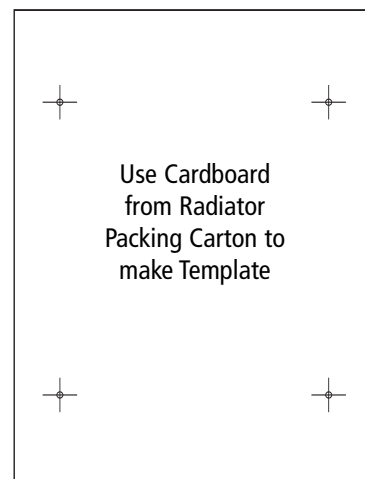 Use Cardboard
from Radiator
Packing Carton to
make Template